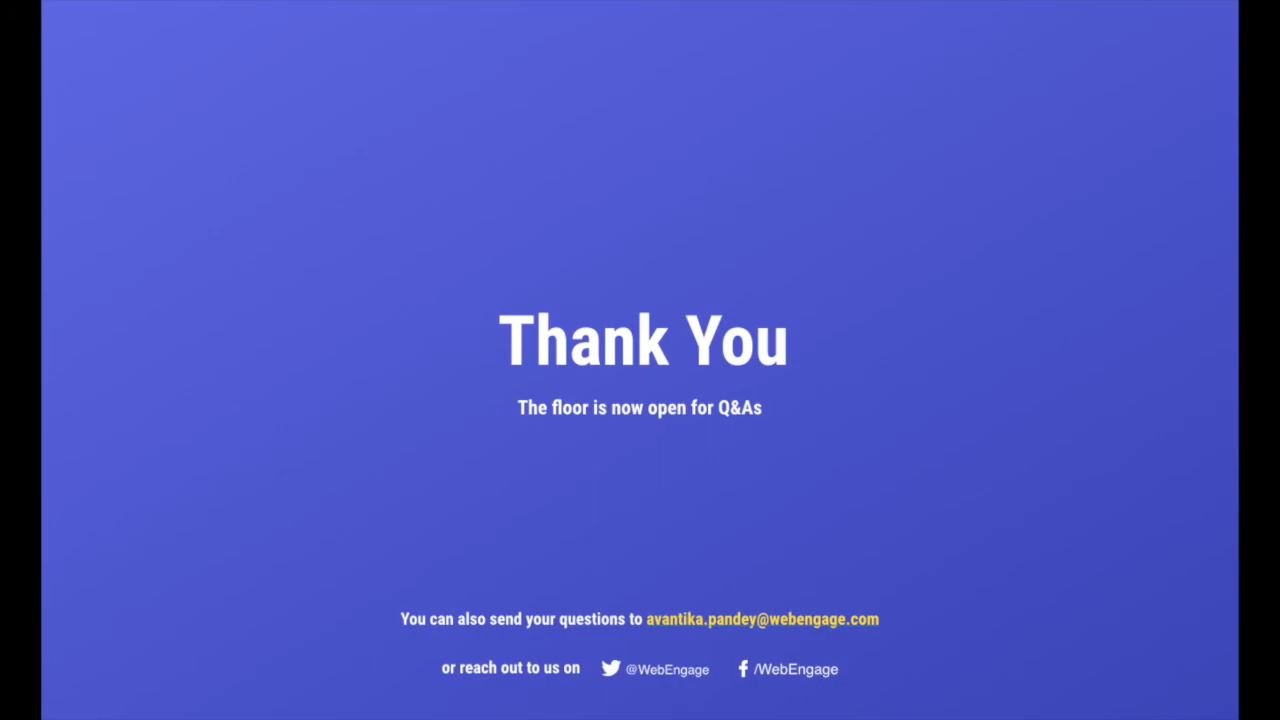 Thank You
The floor is now open for Q&As
You can also send your questions to avantika.pandey@webengage.com
or reach out to us on @WebEngage /WebEngage